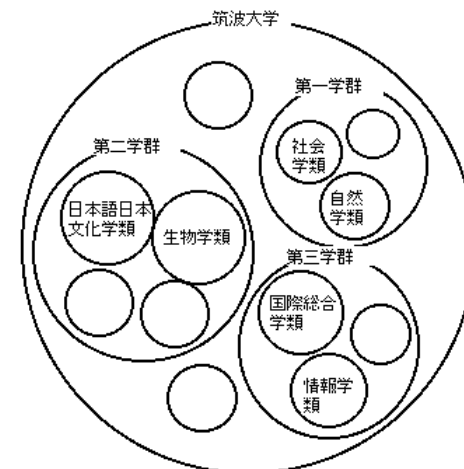 筑波大学
第一学群
社会
学類
自然
学類
第二学群
日本語日本
文化学類
生物学類
第三学群
国際総合
学類
情報学
類